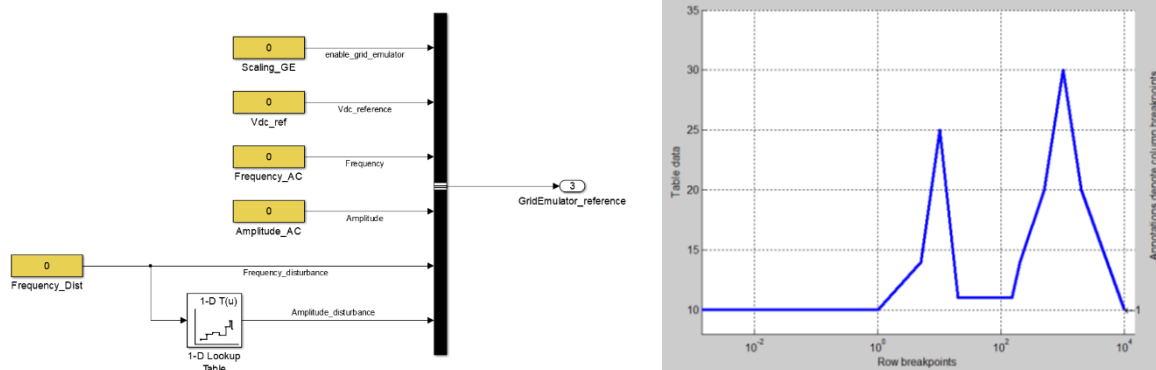 0
Scaling_GE
enable_grid_emulator
0
Vdc_ref
Vdc_reference
0
Frequency_AC
Frequency
0
Amplitude_AC
Amplitude
3
GridEmulator_reference
0
Frequency_Dist
Frequency_disturbance
1-D T(u)
Amplitude_disturbance
1-D Lookup
Table
35
30
25
20
15
10
Table data
10^-2
10^0
10^2
10^4
Row breakpoints
1
Annotations denote column breakpoints